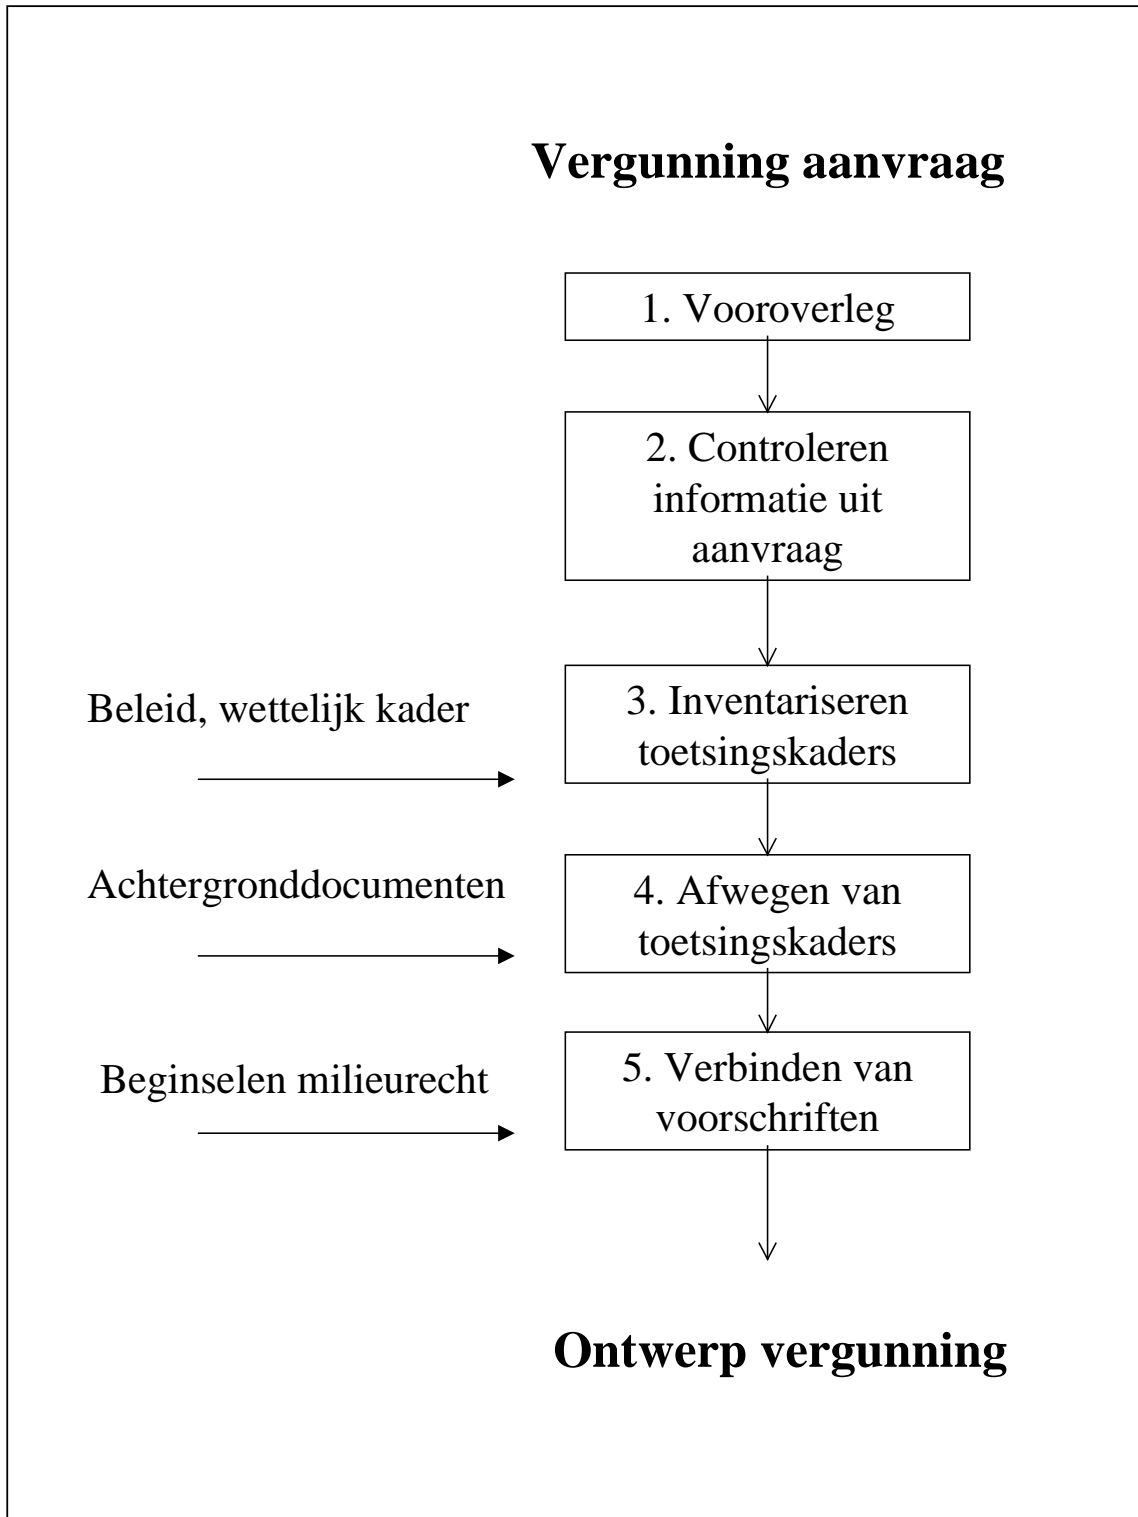 Vergunning aanvraag
1. Vooroverleg
2. Controleren
informatie uit
aanvraag
Beleid, wettelijk kader
3. Inventariseren
toetsingskaders
Achtergronddocumenten
4. Afwegen van
toetsingskaders
Beginselen milieurecht
5. Verbinden van
voorschriften
Ontwerp vergunning